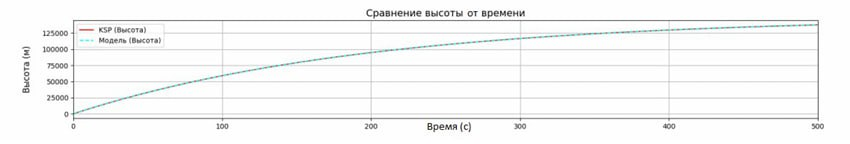 Сравнение высоты от времени
KSP (Высота)
Модель (Высота)
Высота (м)
125000
100000
75000
50000
25000
0
0 100 200 300 400 500
Время (с)